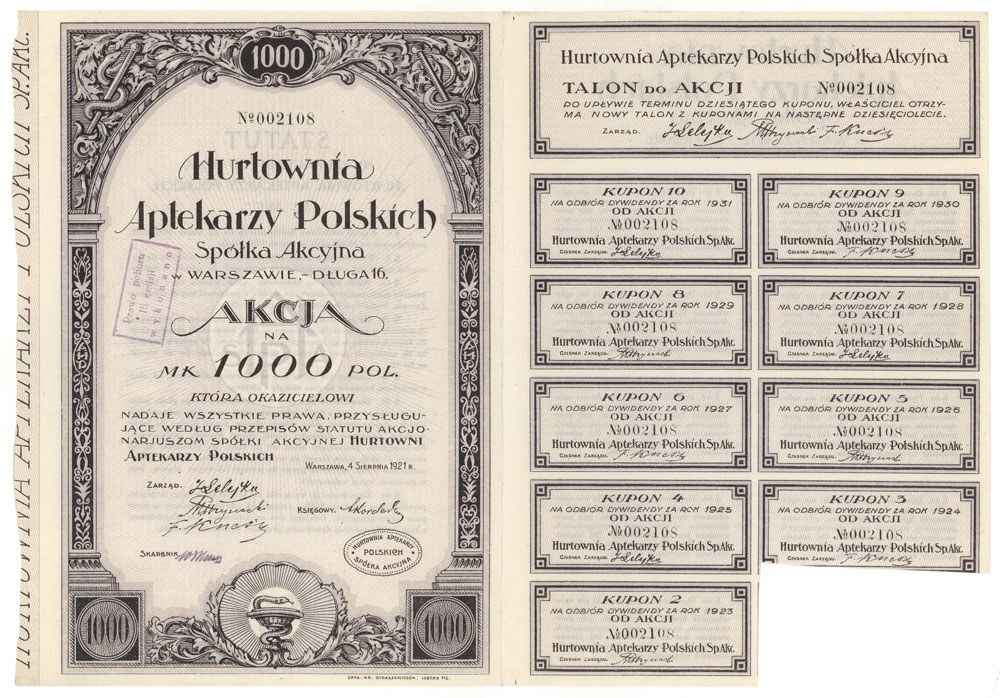 HURTOWNIA APTEKARZY POLSKICH SP. AKC.
1000
№002108
Hurtownia
Aptekarzy Polskich
Spółka Akcyjna
w WARSZAWIE,-DŁUGA 16.
AKCJA
NA
MK 1000 POL.
KTÓRA OKAZICIELOWI
NADAJE WSZYSTKIE PRAWA, PRZYSŁUGU-
JĄCE WEDŁUG PRZEPISÓW STATUTU AKCJO-
NARJUSZOM SPÓŁKI AKCYJNEJ HURTOWNI
APTEKARZY POLSKICH
WARSZAWA, 4 SIERPNIA 1921 R.
ZARZĄD.
KSIĘGOWY.
SKARBNIK
HURTOWNIA APTEKARZY
POLSKICH
SPÓŁKA AKCYJNA
Prawo poboru
II emisji
wykonano
1000
1000
Hurtownia Aptekarzy Polskich Spółka Akcyjna
TALON DO AKCJI №002108
PO UPŁYWIE TERMINU DZIESIĄTEGO KUPONU, WŁAŚCICIEL OTRZY-
MA NOWY TALON Z KUPONAMI NA NASTĘPNE DZIESIĘCIOLECIE.
ZARZĄD.
KUPON 10
NA ODBIÓR DYWIDENDY ZA ROK 1931
OD AKCJI
№002108
Hurtownia Aptekarzy Polskich Sp.Akc.
CZŁONEK ZARZĄDU.
KUPON 9
NA ODBIÓR DYWIDENDY ZA ROK 1930
OD AKCJI
№002108
Hurtownia Aptekarzy Polskich Sp.Akc.
CZŁONEK ZARZĄDU.
KUPON 8
NA ODBIÓR DYWIDENDY ZA ROK 1929
OD AKCJI
№002108
Hurtownia Aptekarzy Polskich Sp.Akc.
CZŁONEK ZARZĄDU.
KUPON 7
NA ODBIÓR DYWIDENDY ZA ROK 1928
OD AKCJI
№002108
Hurtownia Aptekarzy Polskich Sp.Akc.
CZŁONEK ZARZĄDU.
KUPON 6
NA ODBIÓR DYWIDENDY ZA ROK 1927
OD AKCJI
№002108
Hurtownia Aptekarzy Polskich Sp.Akc.
CZŁONEK ZARZĄDU.
KUPON 5
NA ODBIÓR DYWIDENDY ZA ROK 1926
OD AKCJI
№002108
Hurtownia Aptekarzy Polskich Sp.Akc.
CZŁONEK ZARZĄDU.
KUPON 4
NA ODBIÓR DYWIDENDY ZA ROK 1925
OD AKCJI
№002108
Hurtownia Aptekarzy Polskich Sp.Akc.
CZŁONEK ZARZĄDU.
KUPON 3
NA ODBIÓR DYWIDENDY ZA ROK 1924
OD AKCJI
№002108
Hurtownia Aptekarzy Polskich Sp.Akc.
CZŁONEK ZARZĄDU.
KUPON 2
NA ODBIÓR DYWIDENDY ZA ROK 1923
OD AKCJI
№002108
Hurtownia Aptekarzy Polskich Sp.Akc.
CZŁONEK ZARZĄDU.